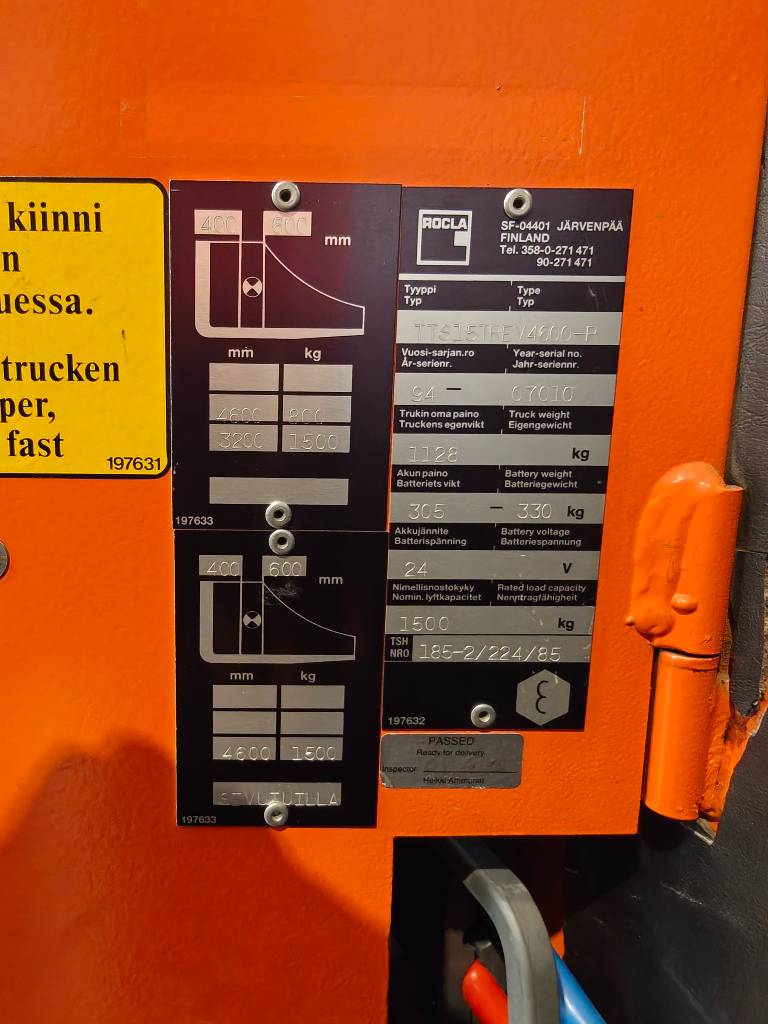 kiinni
n
uessa.
trucken
per,
fast
197631
400 600
mm
mm kg
4600 800
3200 1500
197633
400 600
mm
mm kg
4600 1500
SIVUTUILLA
197633
ROCLA
SF-04401 JÄRVENPÄÄ
FINLAND
Tel. 358-0-271 471
90-271 471
Tyyppi Type
Typ Typ
TTS15TREV4600-P
Vuosi-sarjan.ro Year-serial no.
År-serienr. Jahr-seriennr.
94 — 07010
Trukin oma paino Truck weight
Truckens egenvikt Eigengewicht
1128 kg
Akun paino Battery weight
Batteriets vikt Batteriegewicht
305 — 330 kg
Akkujännite Battery voltage
Batterispänning Batteriespannung
24 V
Nimellisnostokyky Rated load capacity
Nomin. lyftkapacitet Nenntragfähigheit
1500 kg
TSH
NRO 185-2/224/85
ε
197632
PASSED
Ready for delivery
Inspector
Heikki